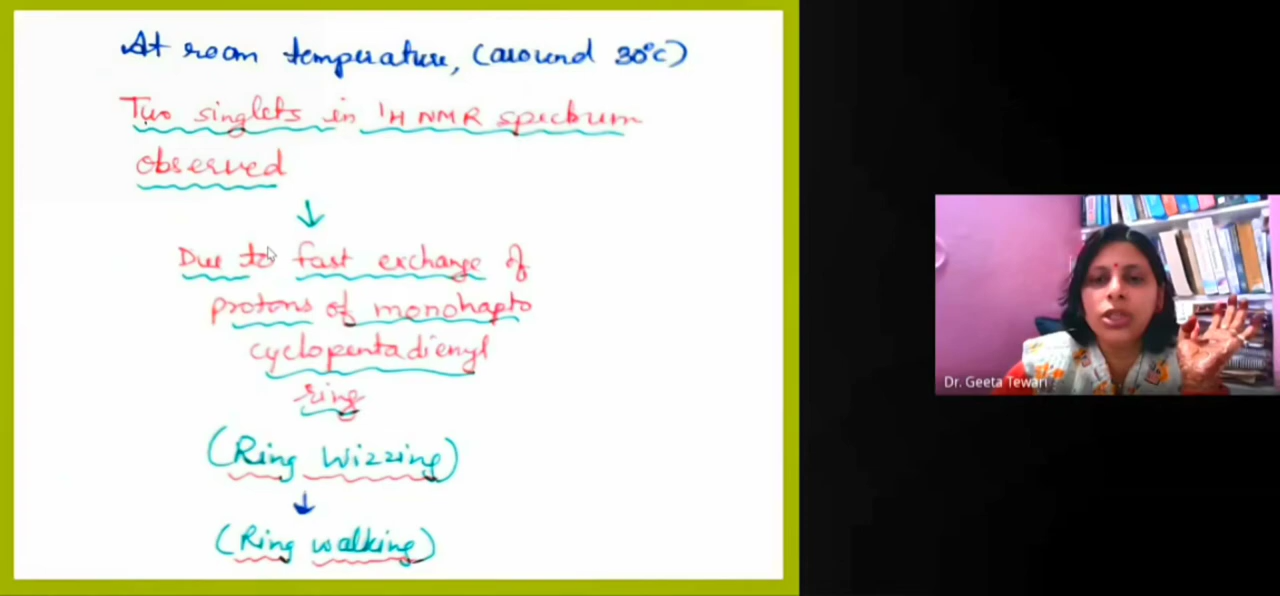 At room temperature, (around 30°C)
Two singlets in ¹H NMR spectrum
observed
↓
Due to fast exchange of
protons of monohapto
cyclopentadienyl
ring
(Ring Wizzing)
↓
(Ring walking)
Dr. Geeta Tewari